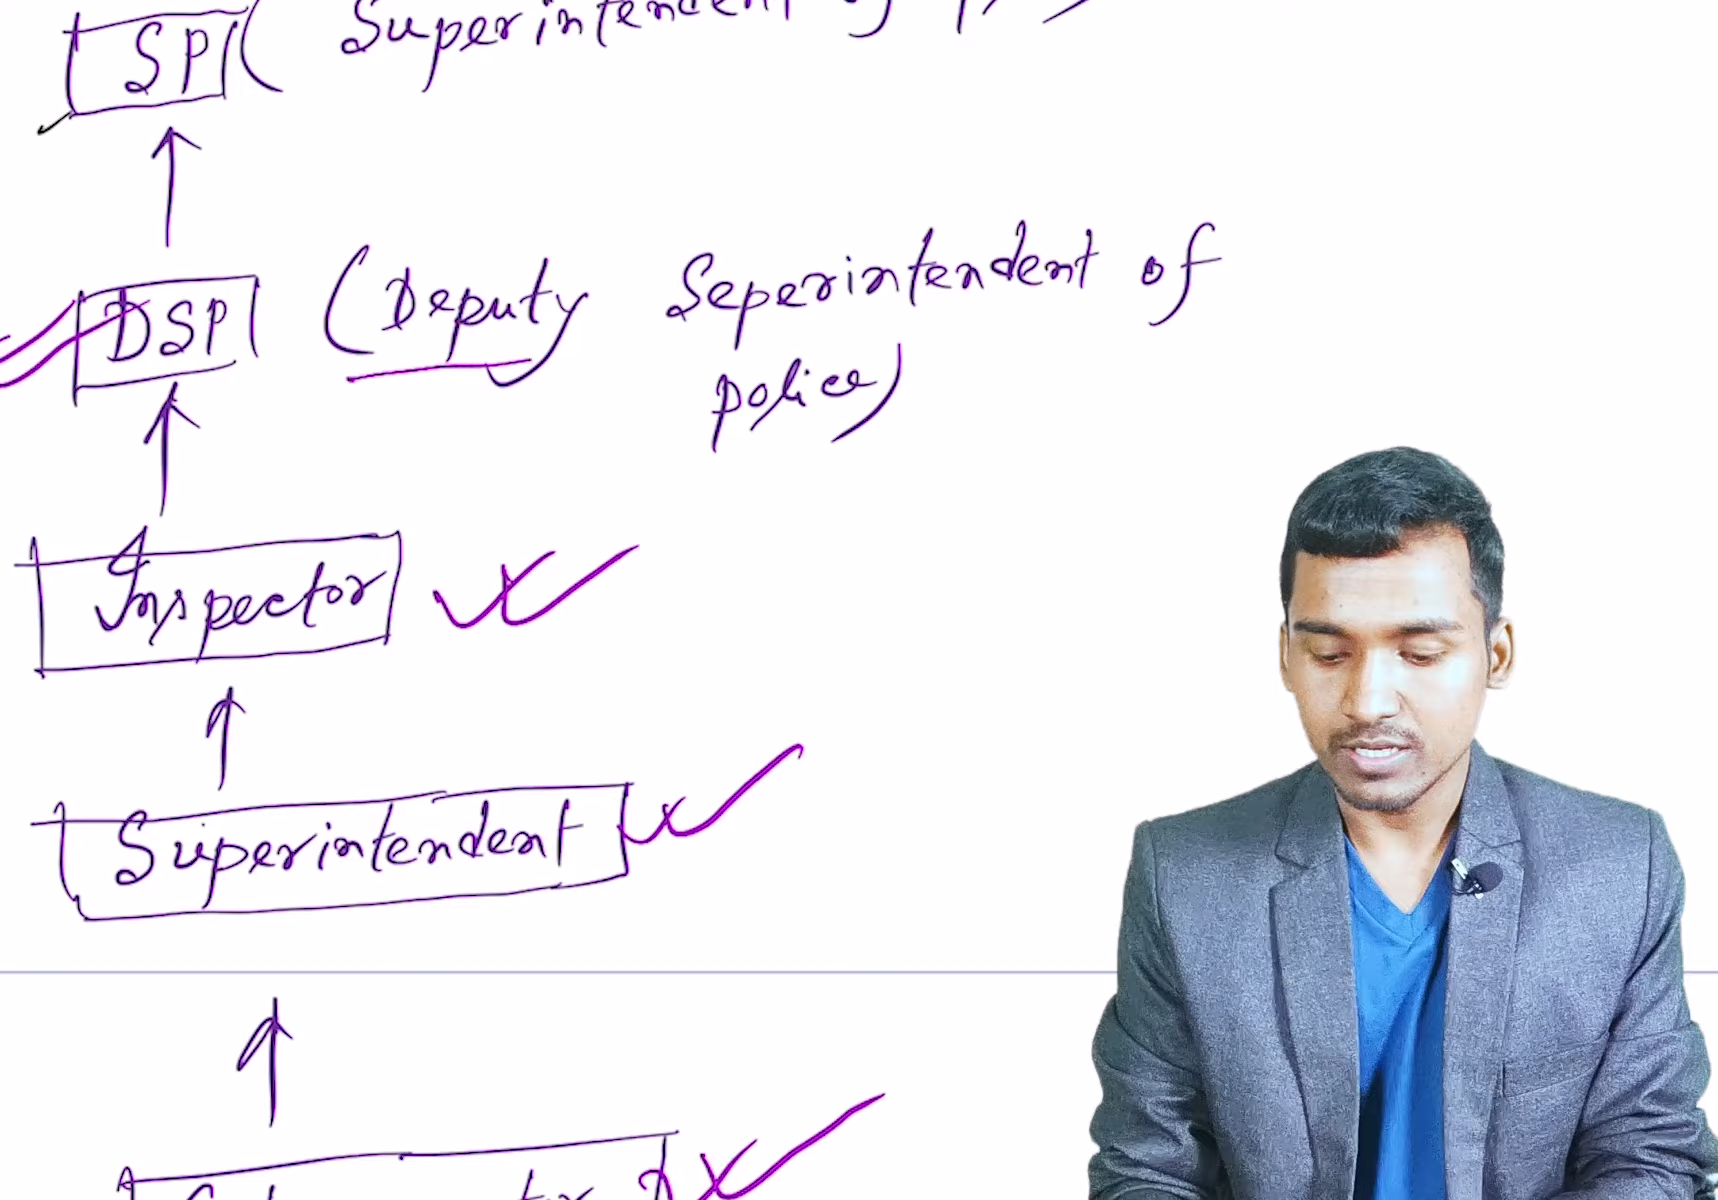 SP ( Superintendent of
DSP (Deputy Seperintendent of
police)
Inspector
Superintendent